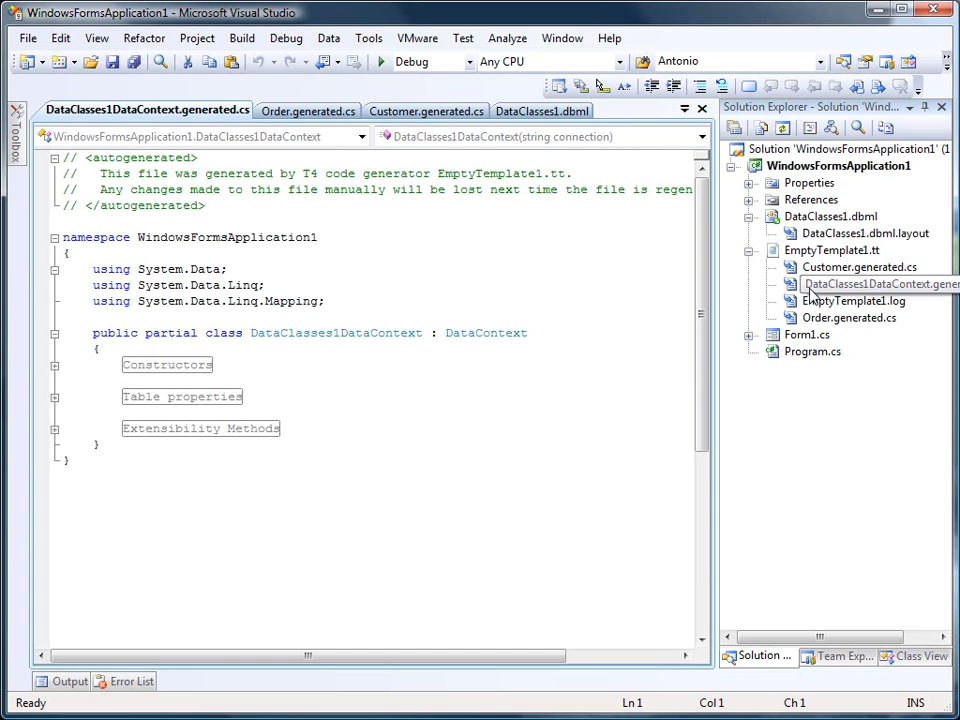 WindowsFormsApplication1 - Microsoft Visual Studio
File Edit View Refactor Project Build Debug Data Tools VMware Test Analyze Window Help
Debug Any CPU Antonio
DataClasses1DataContext.generated.cs Order.generated.cs Customer.generated.cs DataClasses1.dbml
Toolbox
WindowsFormsApplication1.DataClasses1DataContext DataClasses1DataContext(string connection)
// <autogenerated>
//   This file was generated by T4 code generator EmptyTemplate1.tt.
//   Any changes made to this file manually will be lost next time the file is regen
// </autogenerated>
namespace WindowsFormsApplication1
{
using System.Data;
using System.Data.Linq;
using System.Data.Linq.Mapping;
public partial class DataClasses1DataContext : DataContext
{
Constructors
Table properties
Extensibility Methods
}
}
Solution Explorer - Solution 'Wind...
Solution 'WindowsFormsApplication1' (1
WindowsFormsApplication1
Properties
References
DataClasses1.dbml
DataClasses1.dbml.layout
EmptyTemplate1.tt
Customer.generated.cs
DataClasses1DataContext.gener
EmptyTemplate1.log
Order.generated.cs
Form1.cs
Program.cs
Solution ... Team Exp... Class View
Output Error List
Ready Ln 1 Col 1 Ch 1 INS